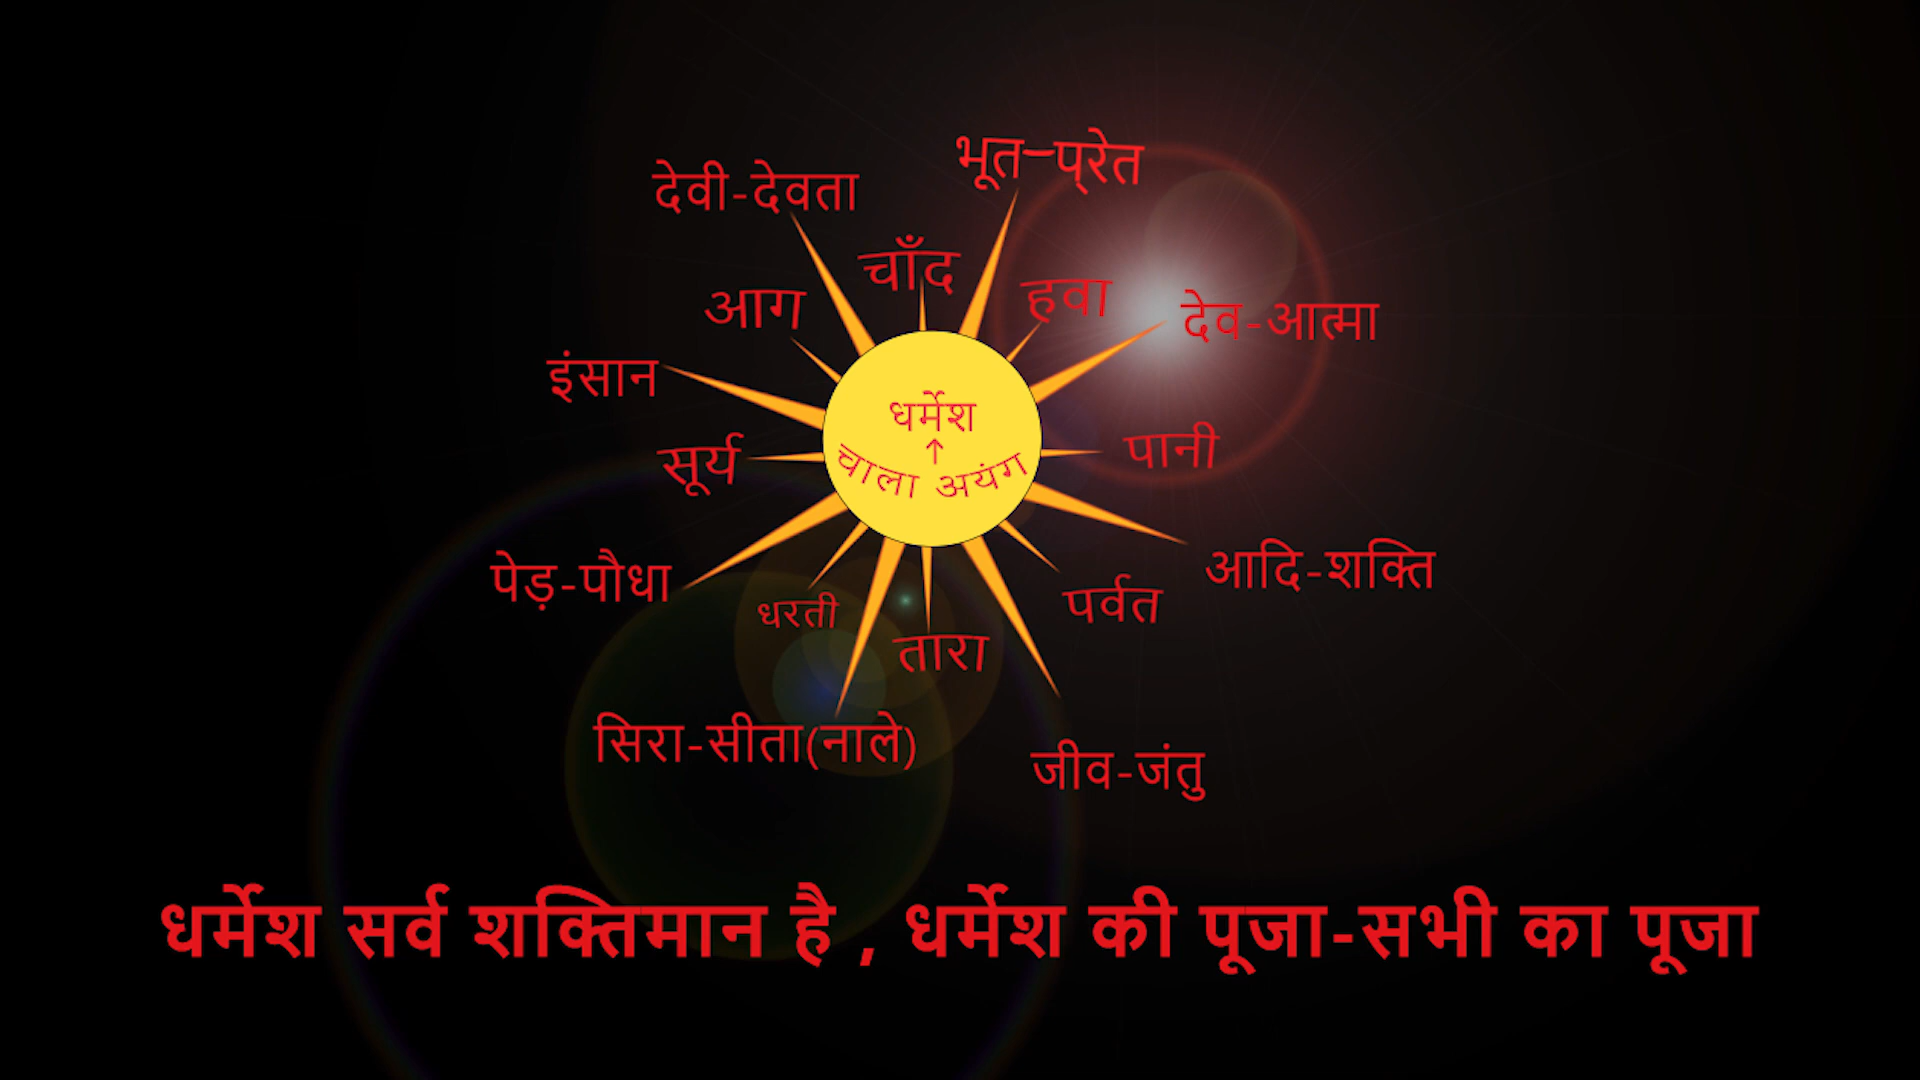 भूत-प्रेत
देवी-देवता
चाँद
हवा
आग
देव-आत्मा
इंसान
धर्मेश
↑
चाला अयंग
सूर्य
पानी
पेड़-पौधा
आदि-शक्ति
धरती
पर्वत
तारा
सिरा-सीता(नाले)
जीव-जंतु
धर्मेश सर्व शक्तिमान है , धर्मेश की पूजा-सभी का पूजा